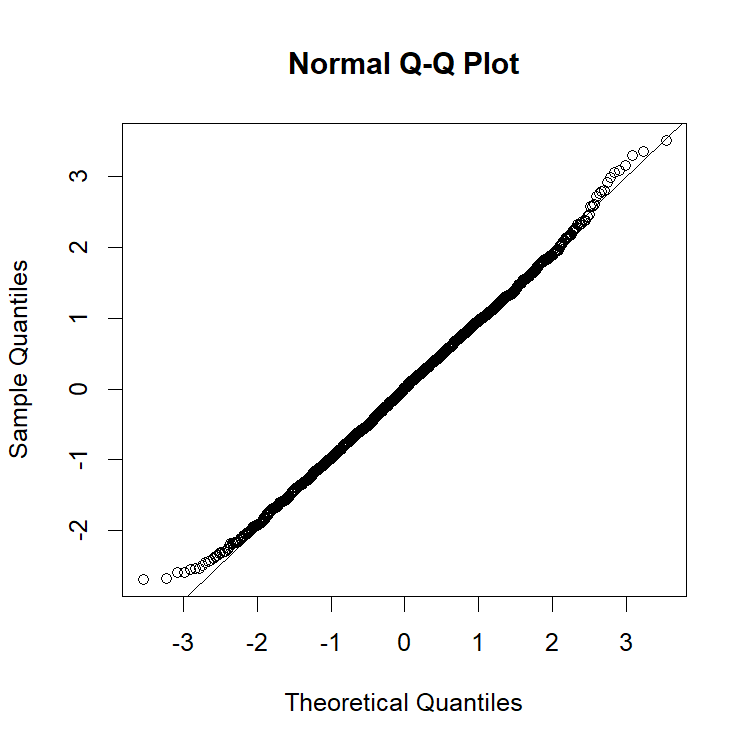 Normal Q-Q Plot
Sample Quantiles
3
2
1
0
-1
-2
-3 -2 -1 0 1 2 3
Theoretical Quantiles